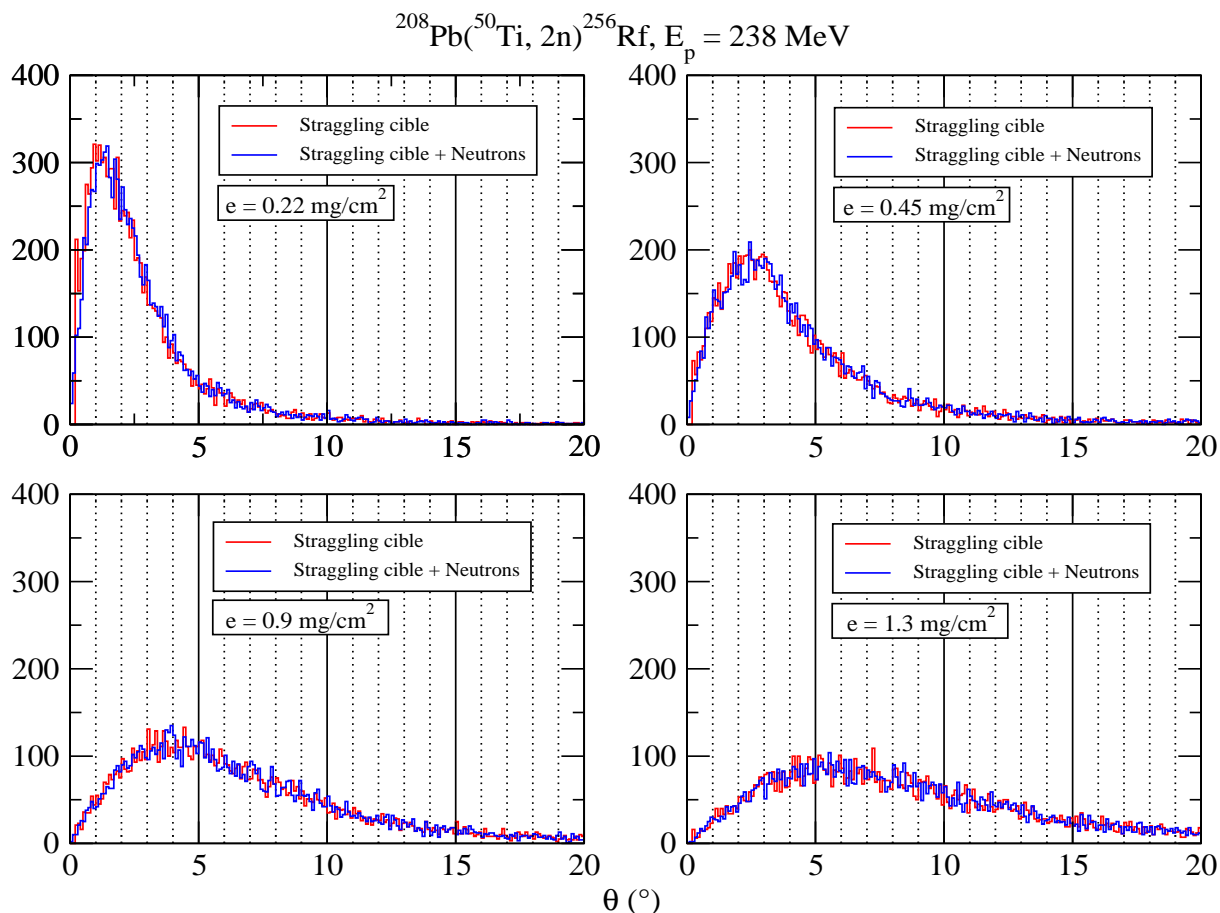 ²⁰⁸Pb(⁵⁰Ti, 2n)²⁵⁶Rf, Eₚ = 238 MeV
400
300
200
100
0
0 5 10 15 20
Straggling cible
Straggling cible + Neutrons
e = 0.22 mg/cm²
400
300
200
100
0
0 5 10 15 20
Straggling cible
Straggling cible + Neutrons
e = 0.45 mg/cm²
400
300
200
100
0
0 5 10 15 20
Straggling cible
Straggling cible + Neutrons
e = 0.9 mg/cm²
400
300
200
100
0
0 5 10 15 20
Straggling cible
Straggling cible + Neutrons
e = 1.3 mg/cm²
θ (°)